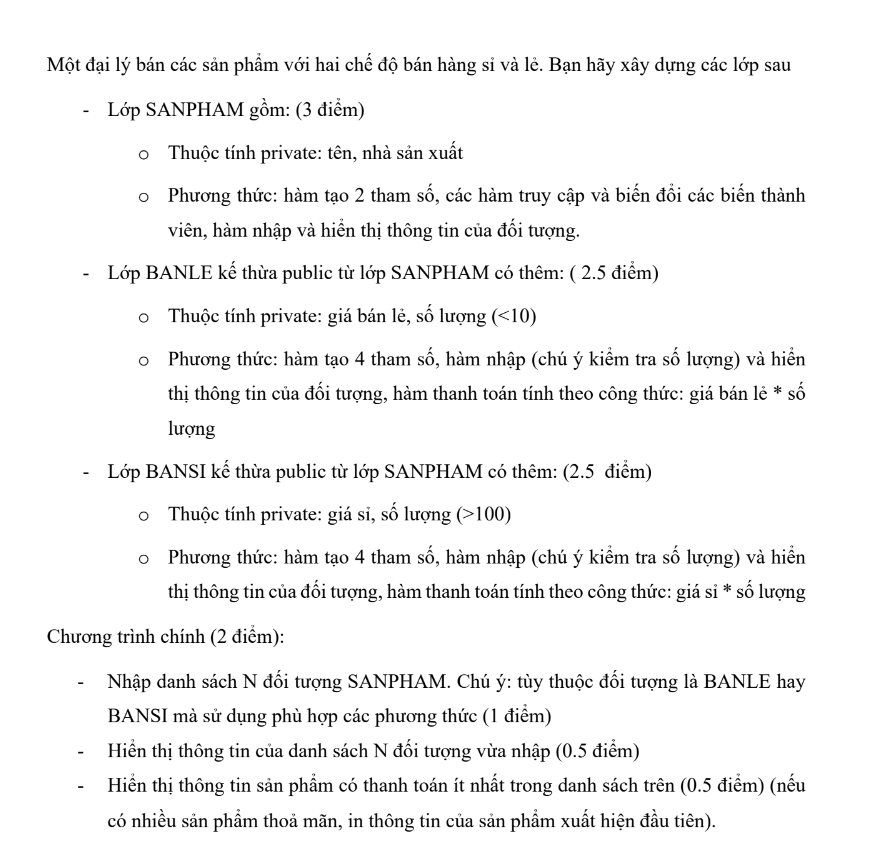 Một đại lý bán các sản phẩm với hai chế độ bán hàng sỉ và lẻ. Bạn hãy xây dựng các lớp sau
- Lớp SANPHAM gồm: (3 điểm)
o Thuộc tính private: tên, nhà sản xuất
o Phương thức: hàm tạo 2 tham số, các hàm truy cập và biến đổi các biến thành
viên, hàm nhập và hiển thị thông tin của đối tượng.
- Lớp BANLE kế thừa public từ lớp SANPHAM có thêm: ( 2.5 điểm)
o Thuộc tính private: giá bán lẻ, số lượng (<10)
o Phương thức: hàm tạo 4 tham số, hàm nhập (chú ý kiểm tra số lượng) và hiển
thị thông tin của đối tượng, hàm thanh toán tính theo công thức: giá bán lẻ * số
lượng
- Lớp BANSI kế thừa public từ lớp SANPHAM có thêm: (2.5 điểm)
o Thuộc tính private: giá sỉ, số lượng (>100)
o Phương thức: hàm tạo 4 tham số, hàm nhập (chú ý kiểm tra số lượng) và hiển
thị thông tin của đối tượng, hàm thanh toán tính theo công thức: giá sỉ * số lượng
Chương trình chính (2 điểm):
- Nhập danh sách N đối tượng SANPHAM. Chú ý: tùy thuộc đối tượng là BANLE hay
BANSI mà sử dụng phù hợp các phương thức (1 điểm)
- Hiển thị thông tin của danh sách N đối tượng vừa nhập (0.5 điểm)
- Hiển thị thông tin sản phẩm có thanh toán ít nhất trong danh sách trên (0.5 điểm) (nếu
có nhiều sản phẩm thoả mãn, in thông tin của sản phẩm xuất hiện đầu tiên).